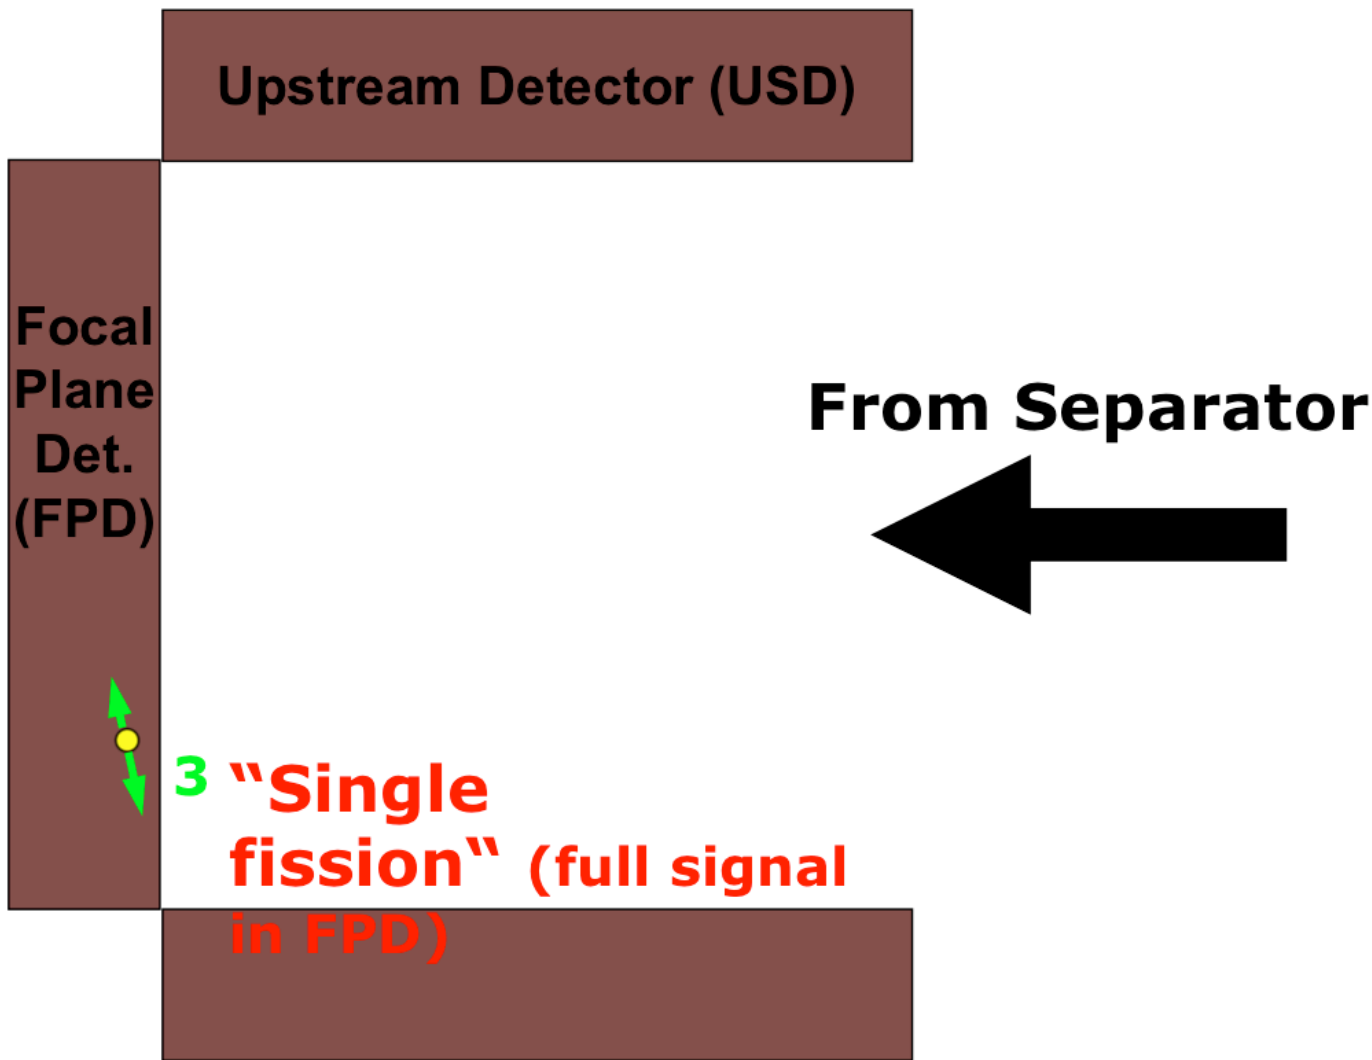 Upstream Detector (USD)
Focal
Plane
Det.
(FPD)
From Separator
3 “Single
fission“ (full signal
in FPD)